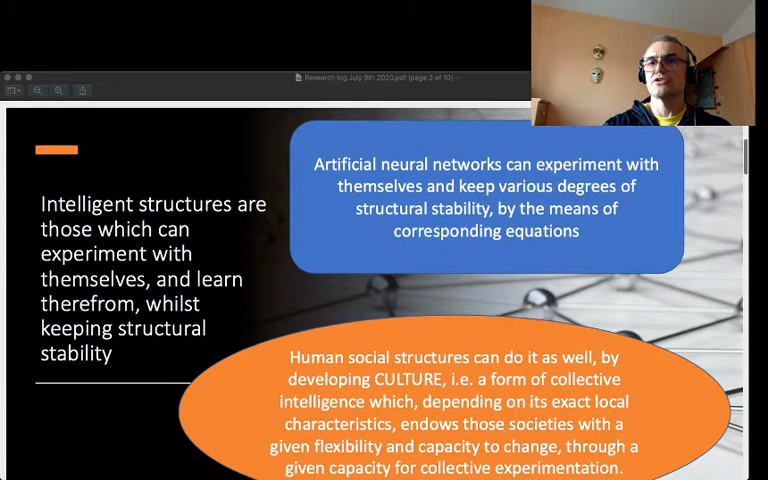 Research log July 9th 2020.pdf (page 2 of 10)
Intelligent structures are
those which can
experiment with
themselves, and learn
therefrom, whilst
keeping structural
stability
Artificial neural networks can experiment with
themselves and keep various degrees of
structural stability, by the means of
corresponding equations
Human social structures can do it as well, by
developing CULTURE, i.e. a form of collective
intelligence which, depending on its exact local
characteristics, endows those societies with a
given flexibility and capacity to change, through a
given capacity for collective experimentation.